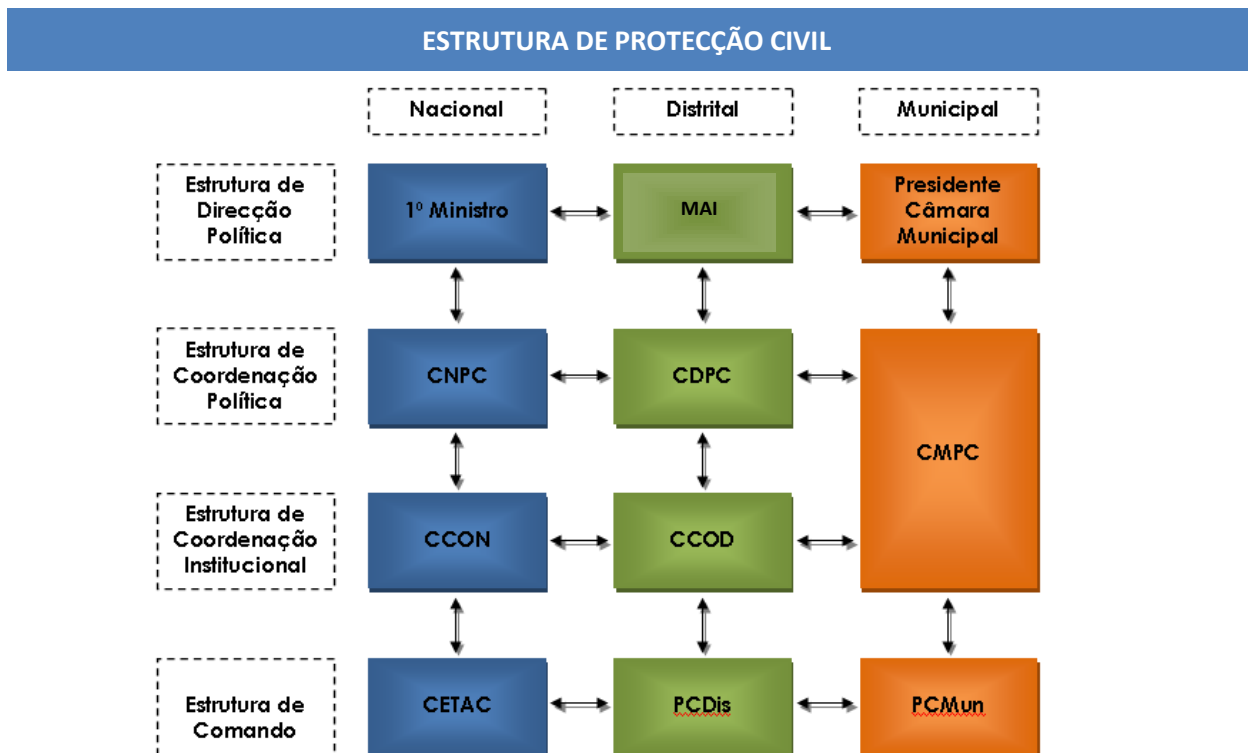 ESTRUTURA DE PROTECÇÃO CIVIL
Nacional
Distrital
Municipal
Estrutura de
Direcção
Política
1º Ministro
MAI
Presidente
Câmara
Municipal
Estrutura de
Coordenação
Política
CNPC
CDPC
CMPC
Estrutura de
Coordenação
Institucional
CCON
CCOD
Estrutura de
Comando
CETAC
PCDis
PCMun